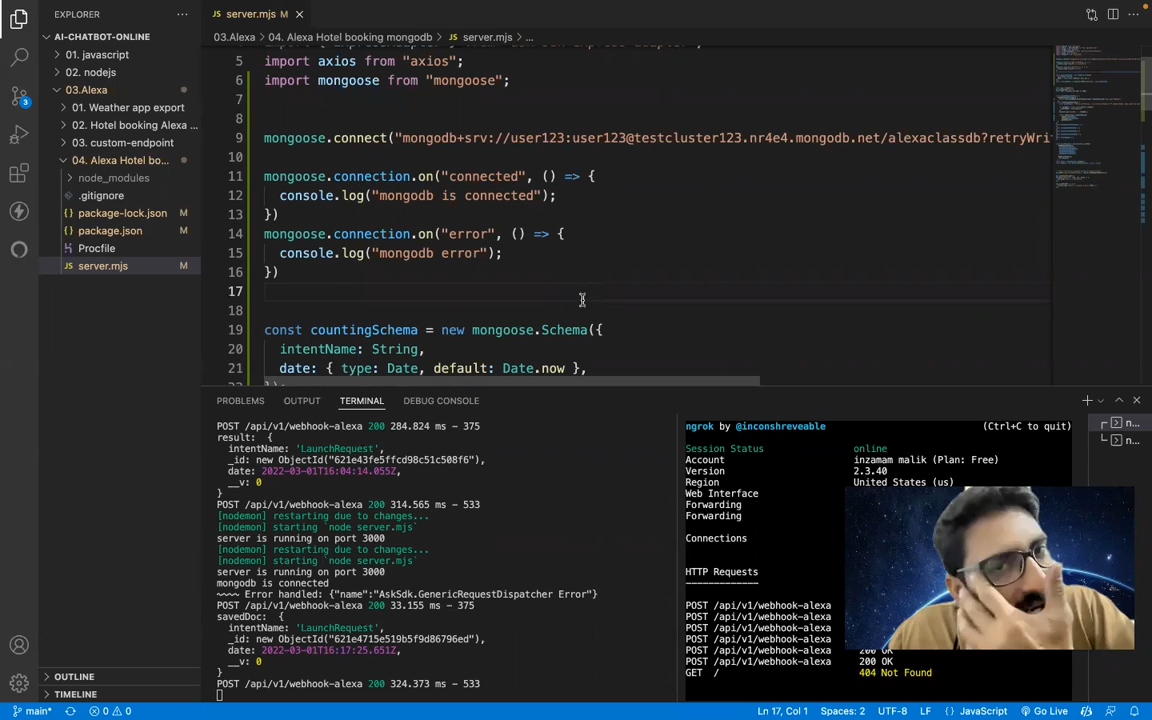 EXPLORER
···
AI-CHATBOT-ONLINE
01. javascript
02. nodejs
03.Alexa
01. Weather app export
02. Hotel booking Alexa ...
03. custom-endpoint
04. Alexa Hotel bo...
node_modules
.gitignore
package-lock.json M
package.json M
Procfile
server.mjs M
OUTLINE
TIMELINE
3
server.mjs M
03.Alexa > 04. Alexa Hotel booking mongodb > JS server.mjs > ...
5 import axios from "axios";
6 import mongoose from "mongoose";
7
8
9 mongoose.connect("mongodb+srv://user123:user123@testcluster123.nr4e4.mongodb.net/alexaclassdb?retryWri
10
11 mongoose.connection.on("connected", () => {
12 console.log("mongodb is connected");
13 })
14 mongoose.connection.on("error", () => {
15 console.log("mongodb error");
16 })
17
18
19 const countingSchema = new mongoose.Schema({
20 intentName: String,
21 date: { type: Date, default: Date.now },
PROBLEMS OUTPUT TERMINAL DEBUG CONSOLE
POST /api/v1/webhook-alexa 200 284.824 ms - 375
result: {
intentName: 'LaunchRequest',
_id: new ObjectId("621e43fe5ffcd98c51c508f6"),
date: 2022-03-01T16:04:14.055Z,
__v: 0
}
POST /api/v1/webhook-alexa 200 314.565 ms - 533
[nodemon] restarting due to changes...
[nodemon] starting `node server.mjs`
server is running on port 3000
[nodemon] restarting due to changes...
[nodemon] starting `node server.mjs`
server is running on port 3000
mongodb is connected
~~~~ Error handled: {"name":"AskSdk.GenericRequestDispatcher Error"}
POST /api/v1/webhook-alexa 200 33.155 ms - 375
savedDoc: {
intentName: 'LaunchRequest',
_id: new ObjectId("621e4715e519b5f9d86796ed"),
date: 2022-03-01T16:17:25.651Z,
__v: 0
}
POST /api/v1/webhook-alexa 200 324.373 ms - 533
ngrok by @inconshreveable (Ctrl+C to quit)
Session Status online
Account inzamam malik (Plan: Free)
Version 2.3.40
Region United States (us)
Web Interface
Forwarding
Forwarding
Connections
HTTP Requests
-------------
POST /api/v1/webhook-alexa
POST /api/v1/webhook-alexa
POST /api/v1/webhook-alexa
POST /api/v1/webhook-alexa
POST /api/v1/webhook-alexa 200 OK
POST /api/v1/webhook-alexa 200 OK
GET / 404 Not Found
n...
n...
main* 0 0 Ln 17, Col 1 Spaces: 2 UTF-8 LF JavaScript Go Live